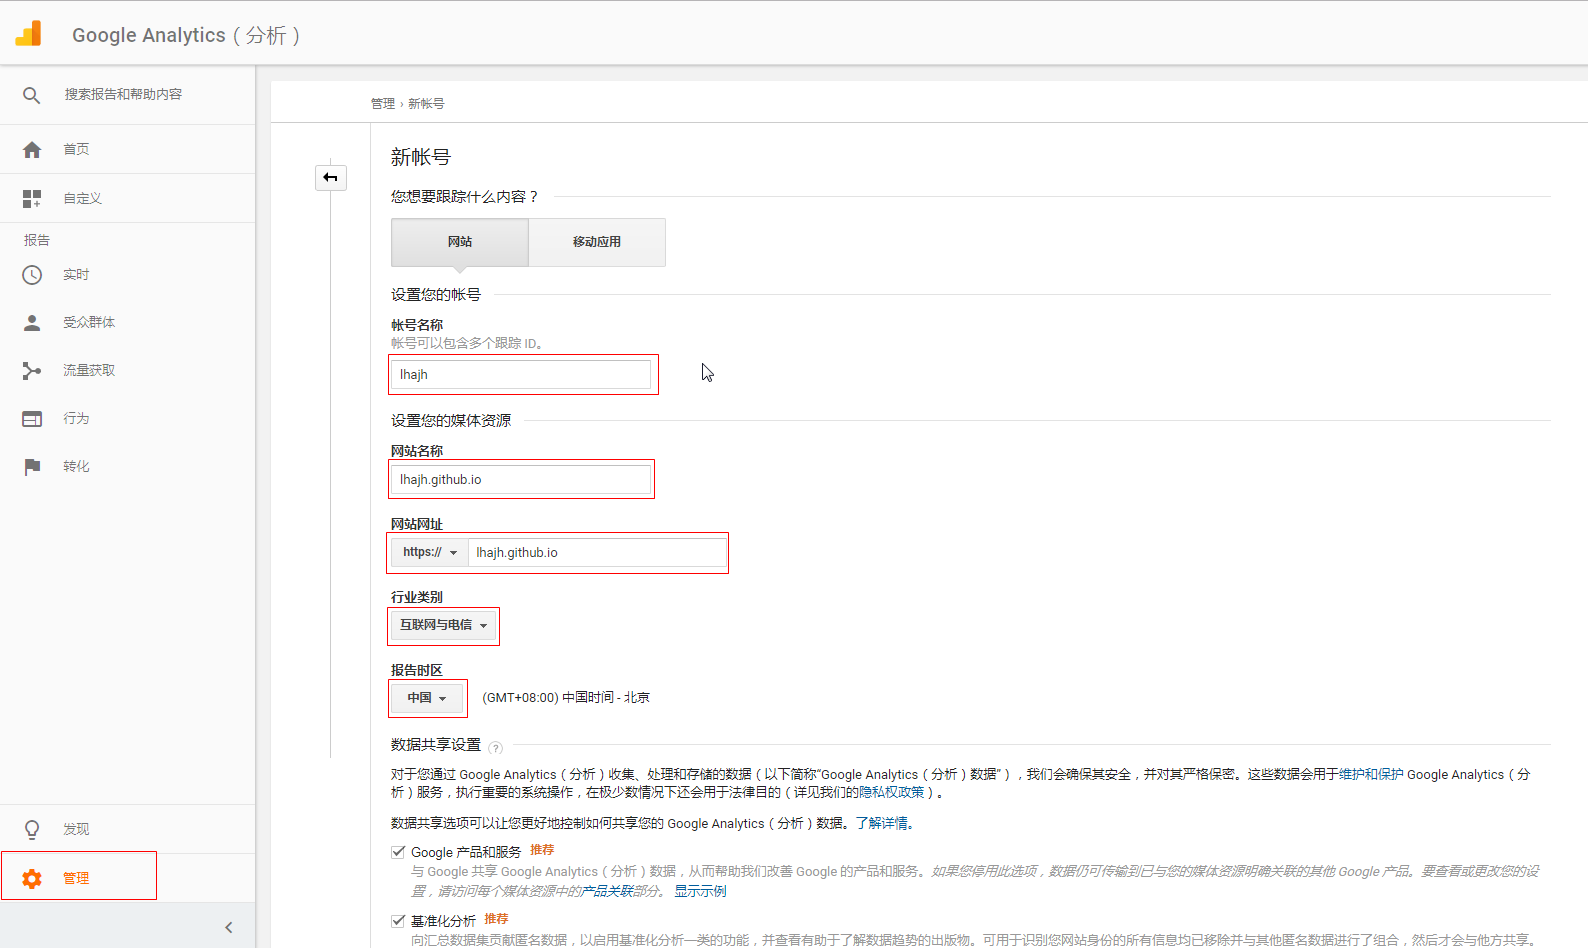 Google Analytics（分析）
搜索报告和帮助内容
首页
自定义
报告
实时
受众群体
流量获取
行为
转化
发现
管理
管理 › 新帐号
新帐号
您想要跟踪什么内容？
网站
移动应用
设置您的帐号
帐号名称
帐号可以包含多个跟踪 ID。
lhajh
设置您的媒体资源
网站名称
lhajh.github.io
网站网址
https://
lhajh.github.io
行业类别
互联网与电信
报告时区
中国
(GMT+08:00) 中国时间 - 北京
数据共享设置 ?
对于您通过 Google Analytics（分析）收集、处理和存储的数据（以下简称“Google Analytics（分析）数据”），我们会确保其安全，并对其严格保密。这些数据会用于维护和保护 Google Analytics（分
析）服务，执行重要的系统操作，在极少数情况下还会用于法律目的（详见我们的隐私权政策）。
数据共享选项可以让您更好地控制如何共享您的 Google Analytics（分析）数据。了解详情。
Google 产品和服务 推荐
与 Google 共享 Google Analytics（分析）数据，从而帮助我们改善 Google 的产品和服务。如果您停用此选项，数据仍可传输到已与您的媒体资源明确关联的其他 Google 产品。要查看或更改您的设
置，请访问每个媒体资源中的产品关联部分。 显示示例
基准化分析 推荐
向汇总数据集贡献匿名数据，以启用基准化分析一类的功能，并查看有助于了解数据趋势的出版物。可用于识别您网站身份的所有信息均已移除并与其他匿名数据进行了组合，然后才会与他方共享。